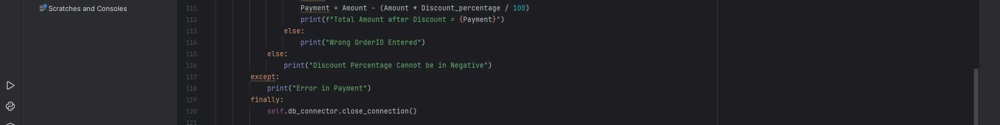 Scratches and Consoles
111 Payment = Amount - (Amount * Discount_percentage / 100)
112 print(f"Total Amount after Discount = {Payment}")
113 else:
114 print("Wrong OrderID Entered")
115 else:
116 print("Discount Percentage Cannot be in Negative")
117 except:
118 print("Error in Payment")
119 finally:
120 self.db_connector.close_connection()
121